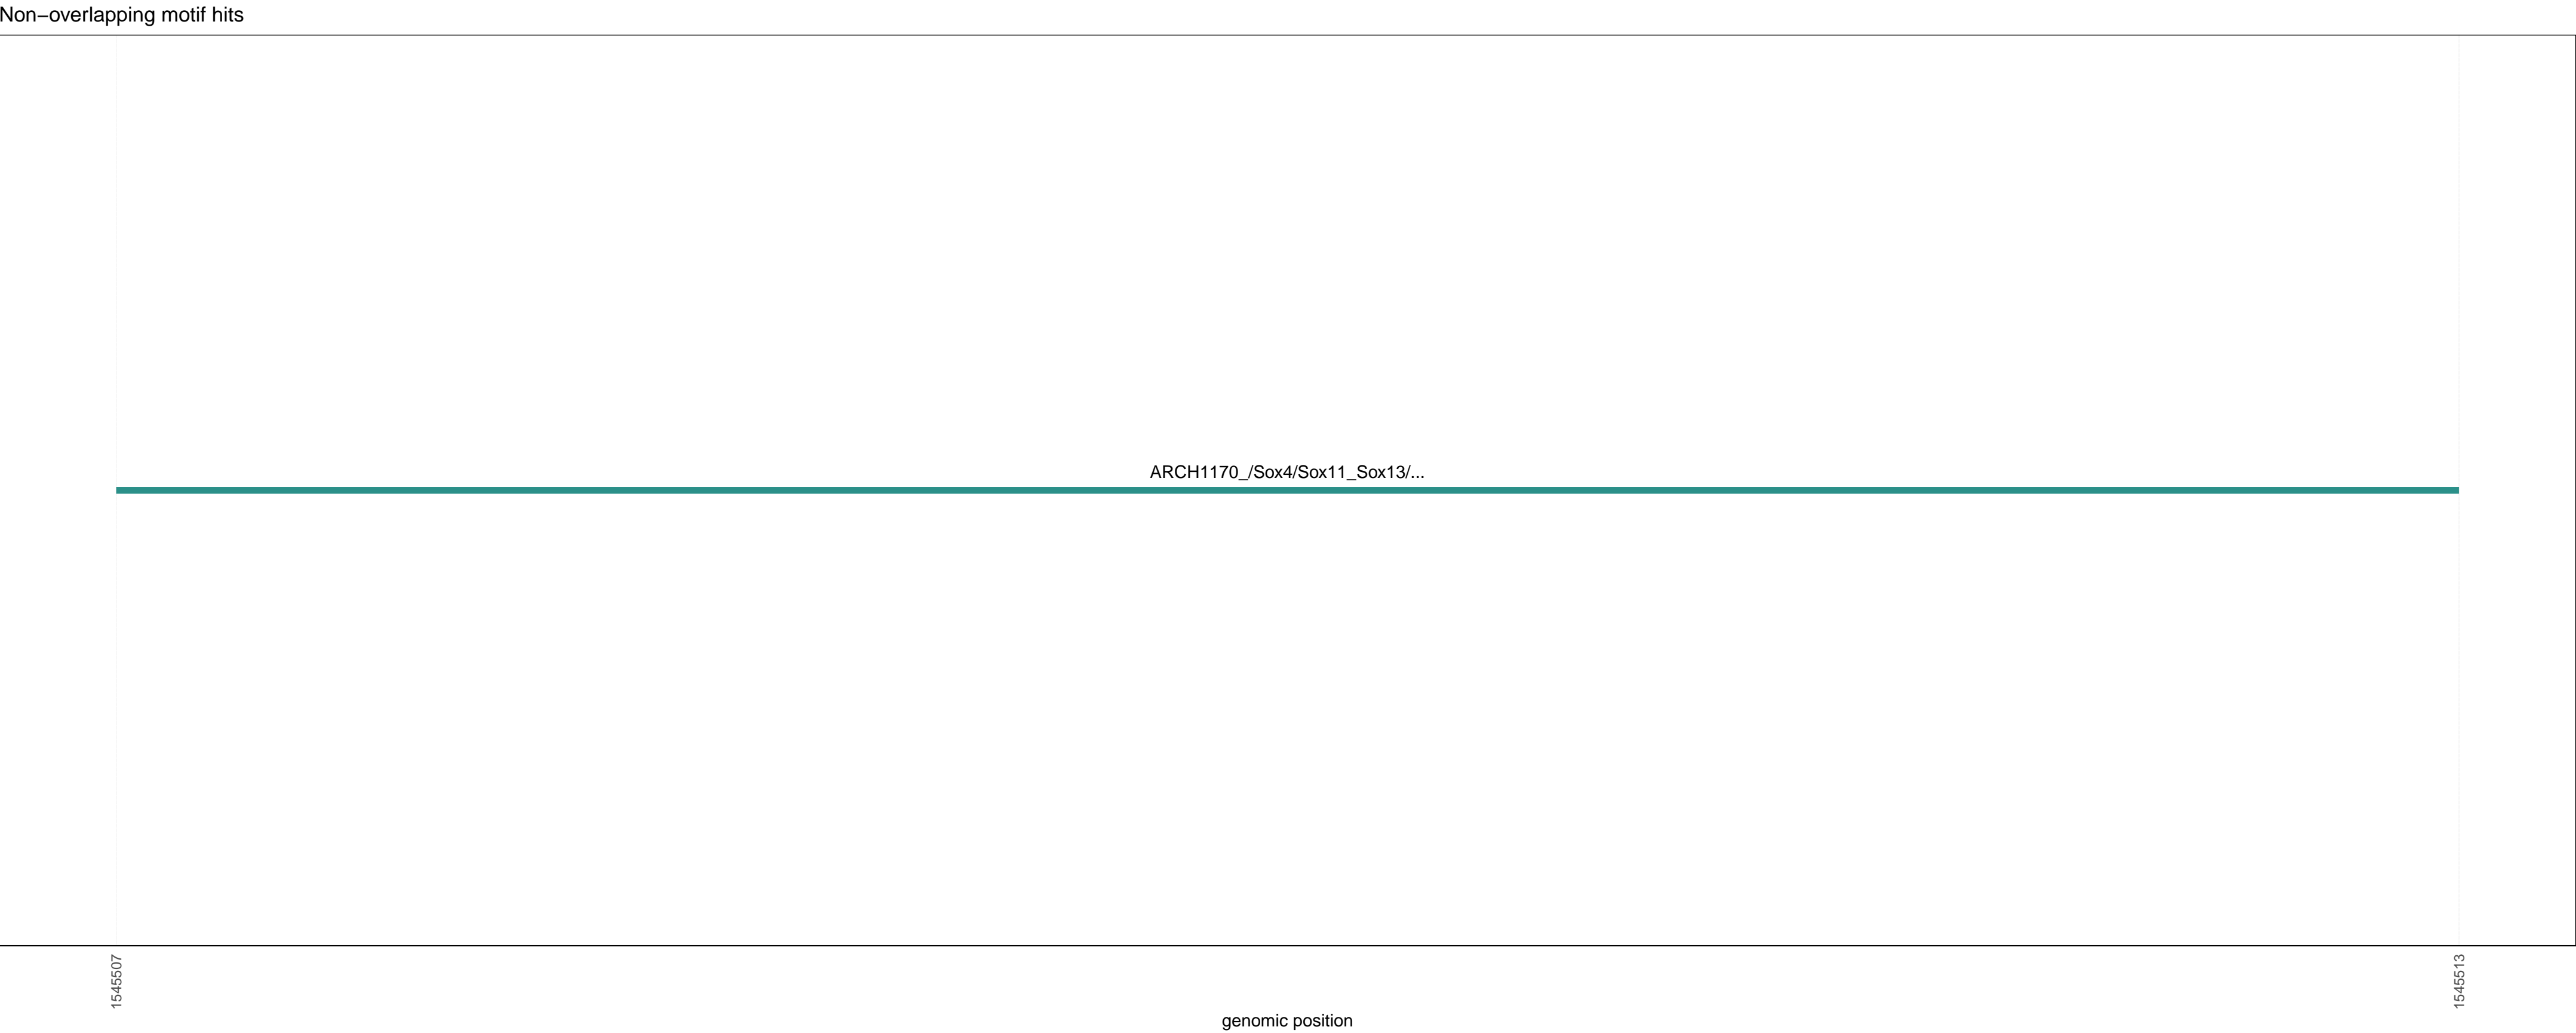 Non−overlapping motif hits
ARCH1170_/Sox4/Sox11_Sox13/...
1545507
1545513
genomic position